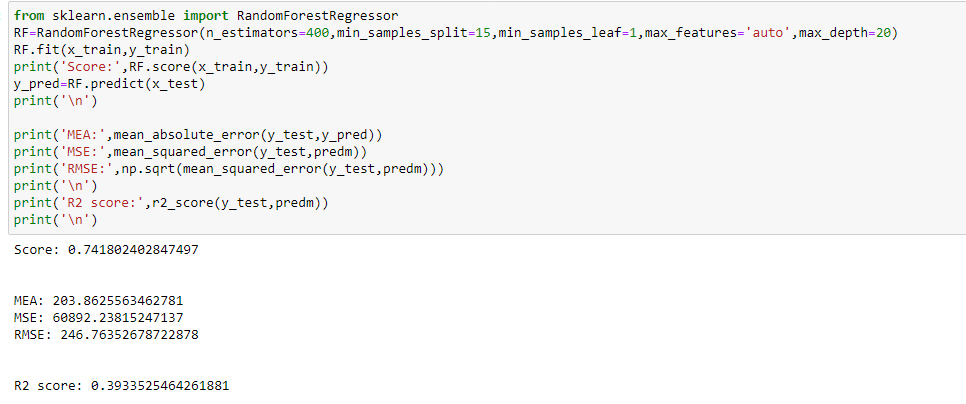 from sklearn.ensemble import RandomForestRegressor
RF=RandomForestRegressor(n_estimators=400,min_samples_split=15,min_samples_leaf=1,max_features='auto',max_depth=20)
RF.fit(x_train,y_train)
print('Score:',RF.score(x_train,y_train))
y_pred=RF.predict(x_test)
print('\n')
print('MEA:',mean_absolute_error(y_test,y_pred))
print('MSE:',mean_squared_error(y_test,predm))
print('RMSE:',np.sqrt(mean_squared_error(y_test,predm)))
print('\n')
print('R2 score:',r2_score(y_test,predm))
print('\n')
Score: 0.741802402847497
MEA: 203.8625563462781
MSE: 60892.23815247137
RMSE: 246.76352678722878
R2 score: 0.3933525464261881